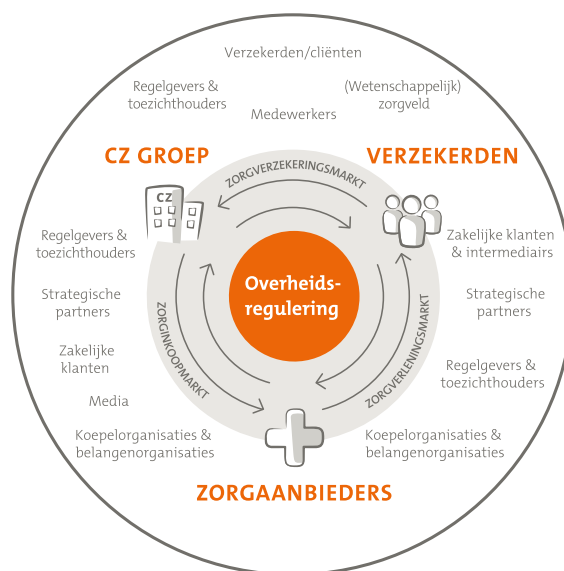 Verzekerden/cliënten
Regelgevers &
toezichthouders
(Wetenschappelijk)
zorgveld
Medewerkers
CZ GROEP
VERZEKERDEN
ZORGVERZEKERINGSMARKT
CZ
Regelgevers &
toezichthouders
Zakelijke klanten
& intermediairs
Overheids-
regulering
Strategische
partners
Strategische
partners
ZORGINKOOPMARKT
ZORGVERLENINGSMARKT
Zakelijke
klanten
Regelgevers &
toezichthouders
Media
Koepelorganisaties &
belangenorganisaties
Koepelorganisaties &
belangenorganisaties
ZORGAANBIEDERS